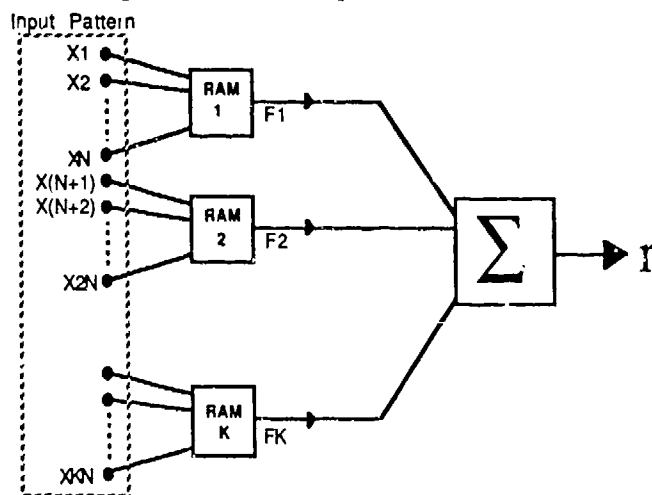 Input Pattern
X1
X2
XN
X(N+1)
X(N+2)
X2N
XKN
RAM
1
F1
RAM
2
F2
RAM
K
FK
Σ
r